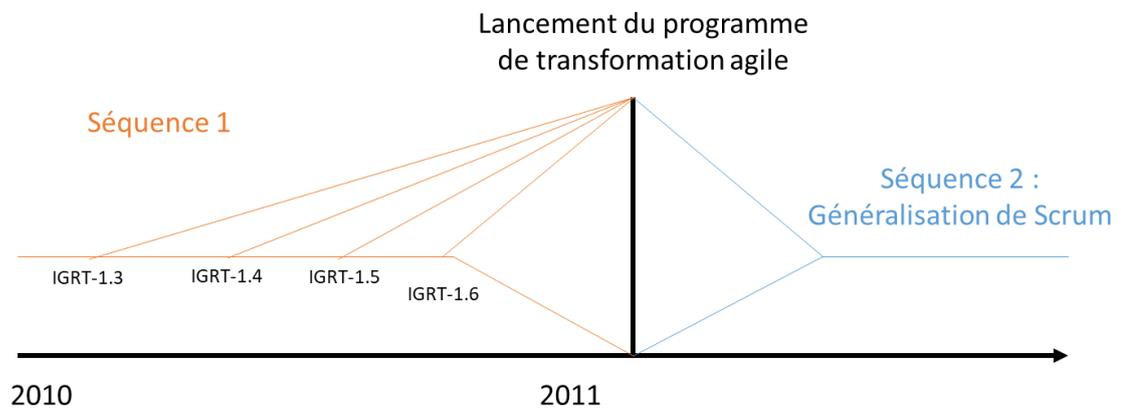 Lancement du programme
de transformation agile
Séquence 1
Séquence 2 :
Généralisation de Scrum
IGRT-1.3
IGRT-1.4
IGRT-1.5
IGRT-1.6
2010
2011